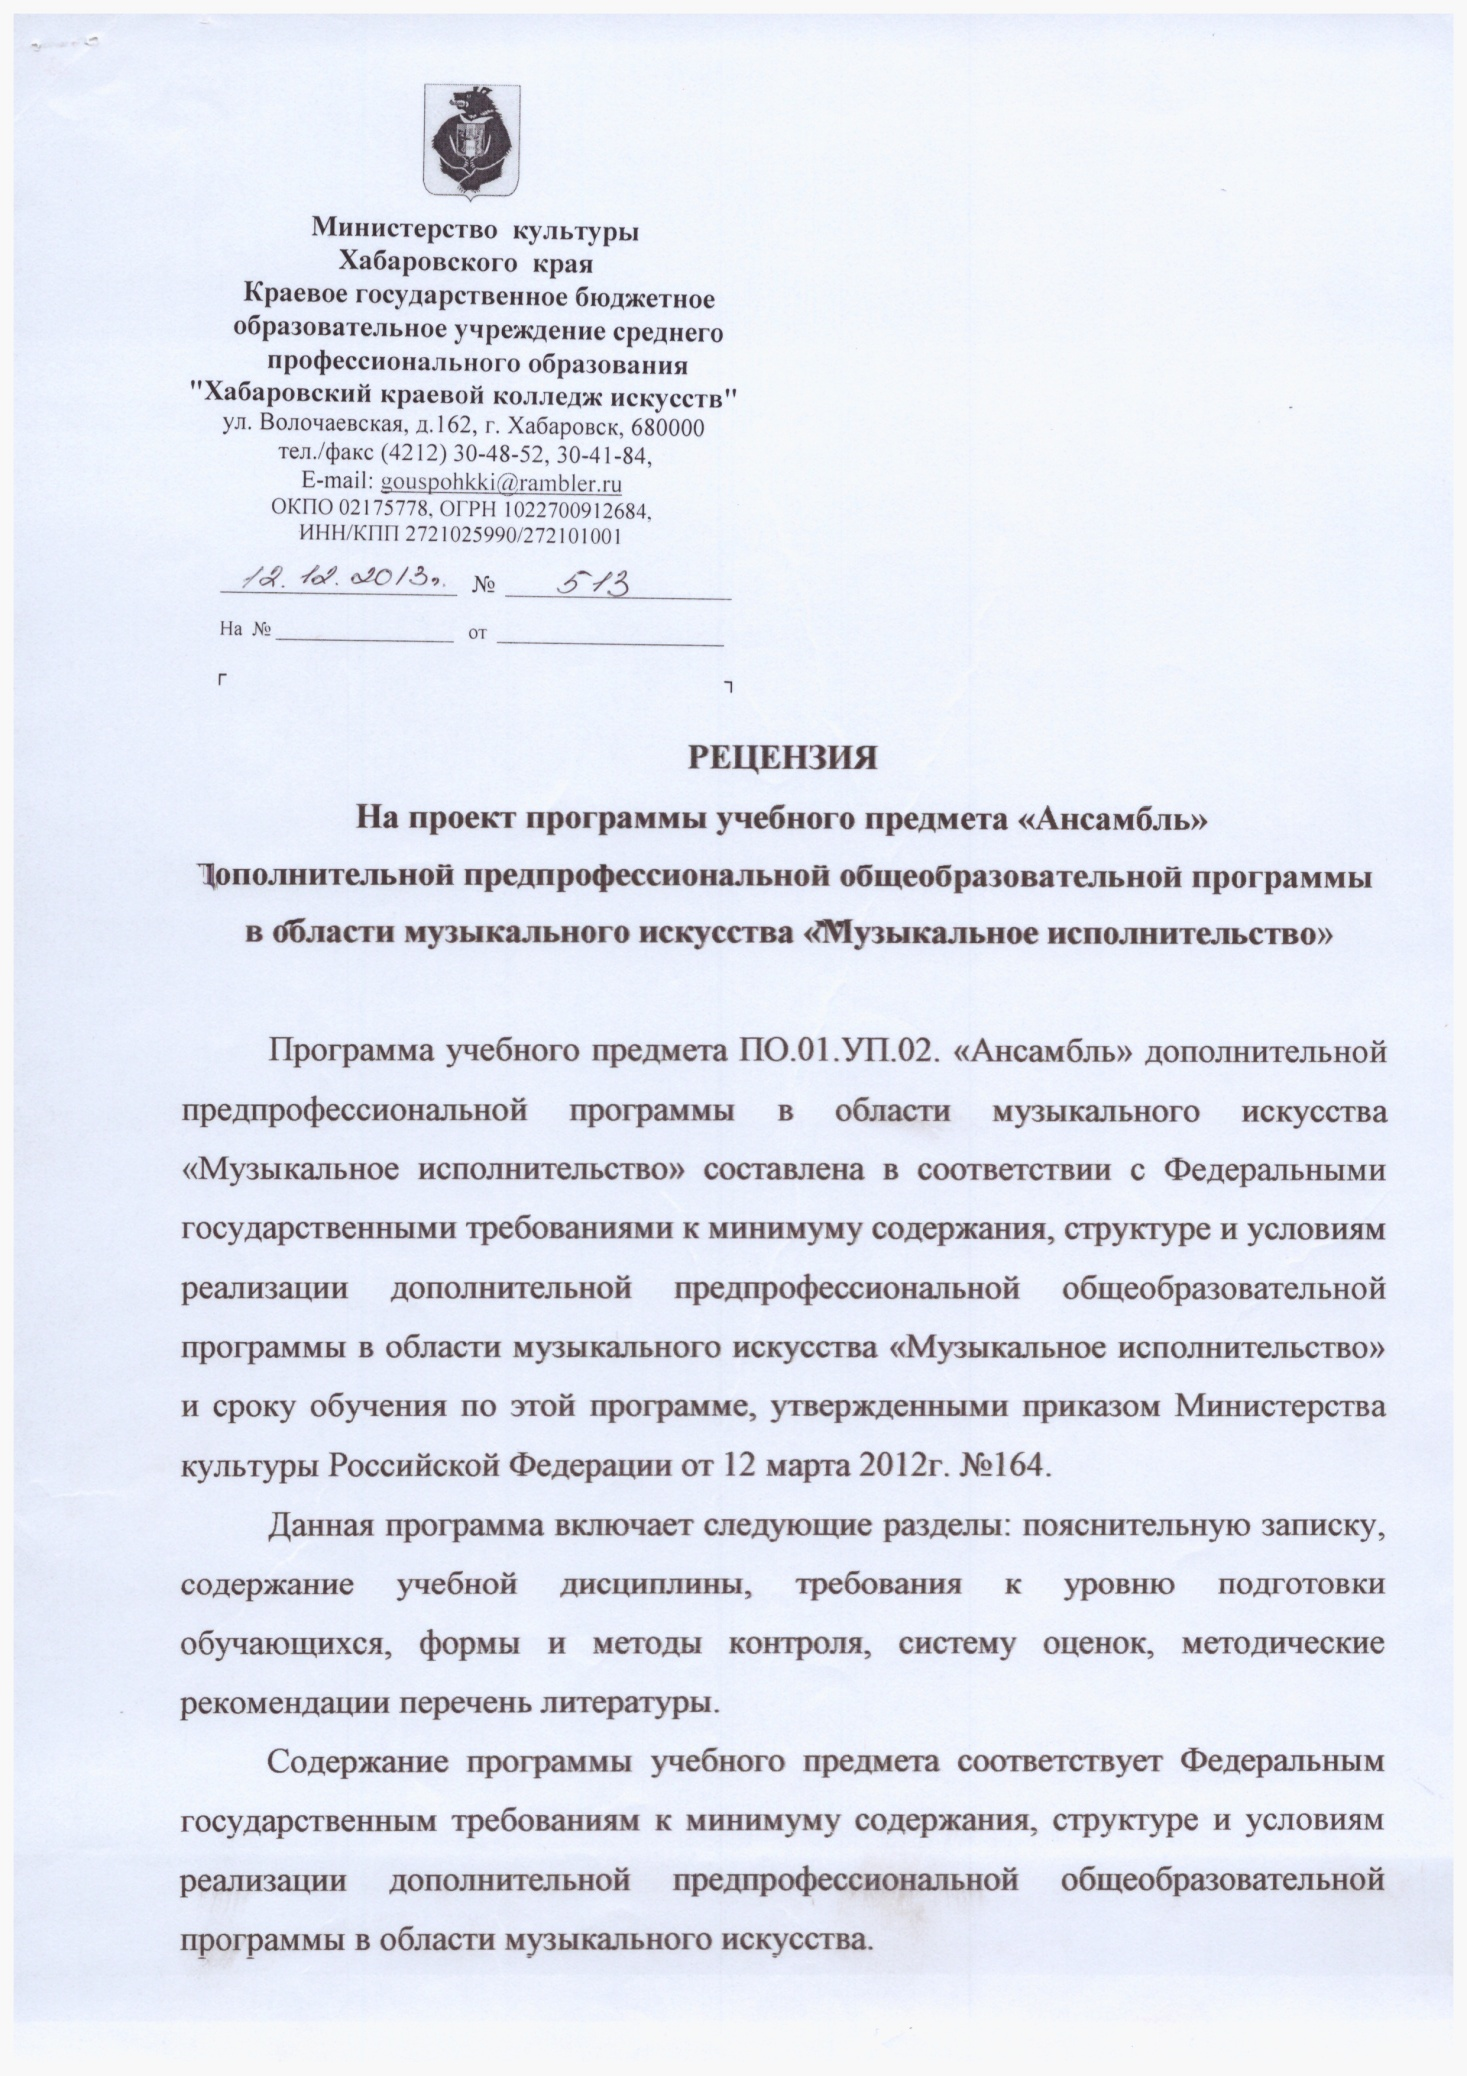 Министерство культуры
Хабаровского края
Краевое государственное бюджетное
образовательное учреждение среднего
профессионального образования
"Хабаровский краевой колледж искусств"
ул. Волочаевская, д.162, г. Хабаровск, 680000
тел./факс (4212) 30-48-52, 30-41-84,
E-mail: gouspohkki@rambler.ru
ОКПО 02175778, ОГРН 1022700912684,
ИНН/КПП 2721025990/272101001
12.12.2013г. № 513
На № ____ от ____
РЕЦЕНЗИЯ
На проект программы учебного предмета «Ансамбль»
Дополнительной предпрофессиональной общеобразовательной программы
в области музыкального искусства «Музыкальное исполнительство»
Программа учебного предмета ПО.01.УП.02. «Ансамбль» дополнительной
предпрофессиональной программы в области музыкального искусства
«Музыкальное исполнительство» составлена в соответствии с Федеральными
государственными требованиями к минимуму содержания, структуре и условиям
реализации дополнительной предпрофессиональной общеобразовательной
программы в области музыкального искусства «Музыкальное исполнительство»
и сроку обучения по этой программе, утвержденными приказом Министерства
культуры Российской Федерации от 12 марта 2012г. №164.
Данная программа включает следующие разделы: пояснительную записку,
содержание учебной дисциплины, требования к уровню подготовки
обучающихся, формы и методы контроля, систему оценок, методические
рекомендации перечень литературы.
Содержание программы учебного предмета соответствует Федеральным
государственным требованиям к минимуму содержания, структуре и условиям
реализации дополнительной предпрофессиональной общеобразовательной
программы в области музыкального искусства.